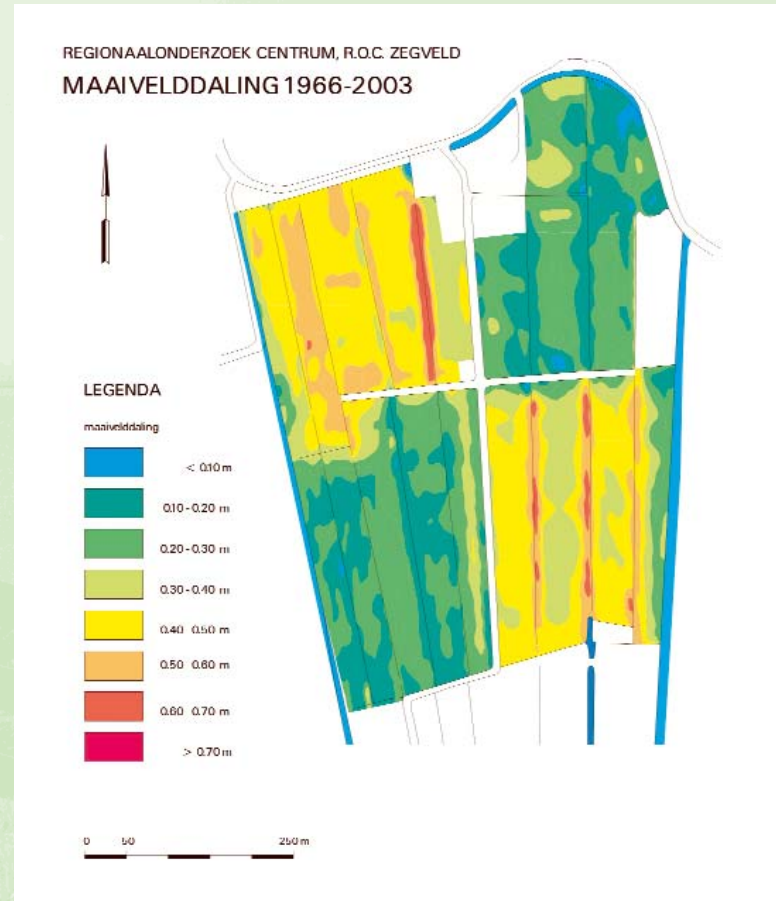 REGIONAALONDERZOEK CENTRUM, R.O.C. ZEGVELD
MAAIVELDDALING 1966-2003
LEGENDA
maaivelddaling
< 0.10 m
0.10 - 0.20 m
0.20 - 0.30 m
0.30 - 0.40 m
0.40 0.50 m
0.50 0.60 m
0.60 0.70 m
> 0.70 m
0 50 250 m